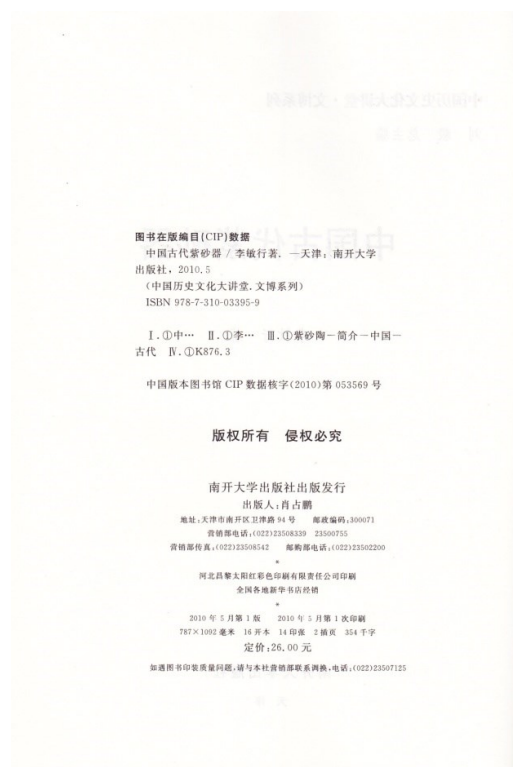 图书在版编目(CIP)数据
中国古代紫砂器/李敏行著. —天津：南开大学
出版社，2010.5
（中国历史文化大讲堂.文博系列）
ISBN 978-7-310-03395-9
Ⅰ.①中… Ⅱ.①李… Ⅲ.①紫砂陶－简介－中国－
古代 Ⅳ.①K876.3
中国版本图书馆CIP数据核字(2010)第053569号
版权所有 侵权必究
南开大学出版社出版发行
出版人:肖占鹏
地址:天津市南开区卫津路94号 邮政编码:300071
营销部电话:(022)23508339 23500755
营销部传真:(022)23508542 邮购部电话:(022)23502200
*
河北昌黎太阳红彩色印刷有限责任公司印刷
全国各地新华书店经销
*
2010年5月第1版 2010年5月第1次印刷
787×1092毫米 16开本 14印张 2插页 354千字
定价:26.00元
如遇图书印装质量问题,请与本社营销部联系调换,电话:(022)23507125